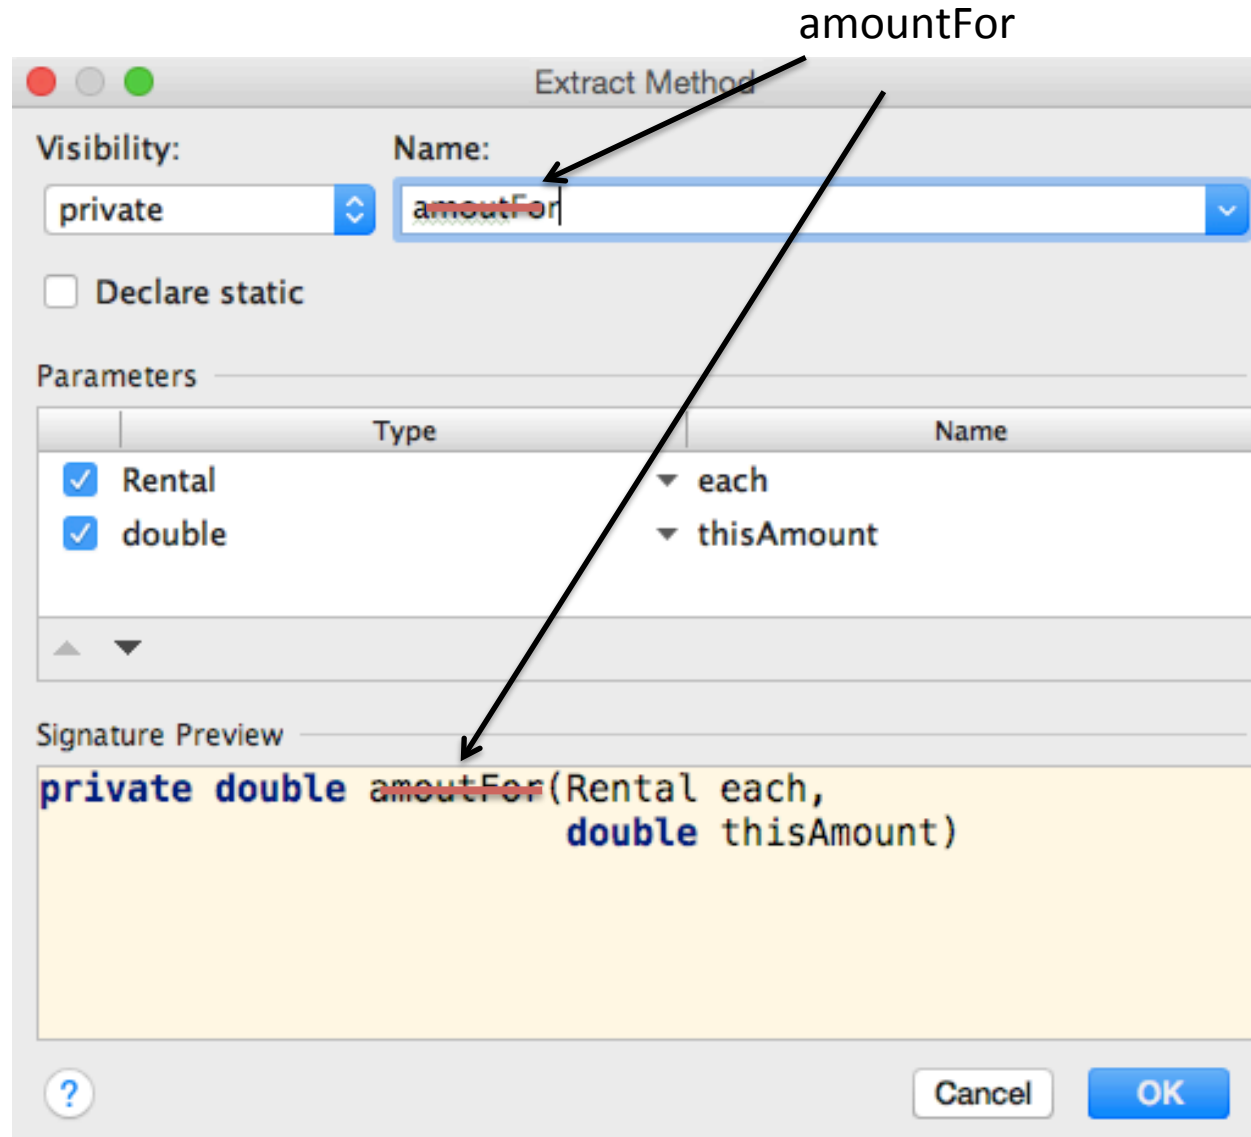 amountFor
Extract Method
Visibility: Name:
private amoutFor
Declare static
Parameters
Type Name
Rental each
double thisAmount
Signature Preview
private double amoutFor(Rental each,
double thisAmount)
? Cancel OK